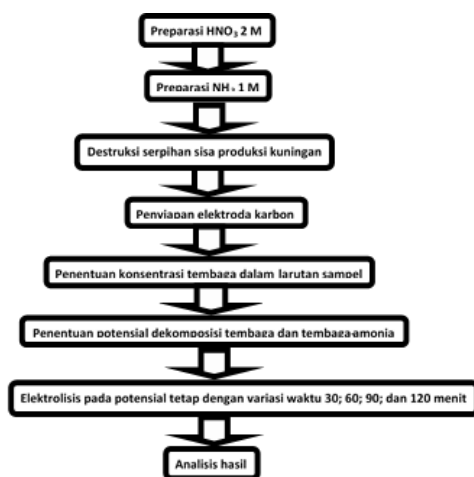 Preparasi HNO₃ 2 M
Preparasi NH₃ 1 M
Destruksi serpihan sisa produksi kuningan
Penyiapan elektroda karbon
Penentuan konsentrasi tembaga dalam larutan sampel
Penentuan potensial dekomposisi tembaga dan tembaga-amonia
Elektrolisis pada potensial tetap dengan variasi waktu 30; 60; 90; dan 120 menit
Analisis hasil